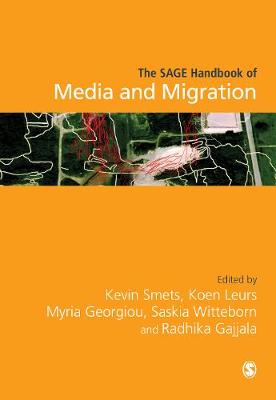 The SAGE Handbook of
Media and Migration
Edited by
Kevin Smets, Koen Leurs
Myria Georgiou, Saskia Witteborn
and Radhika Gajjala